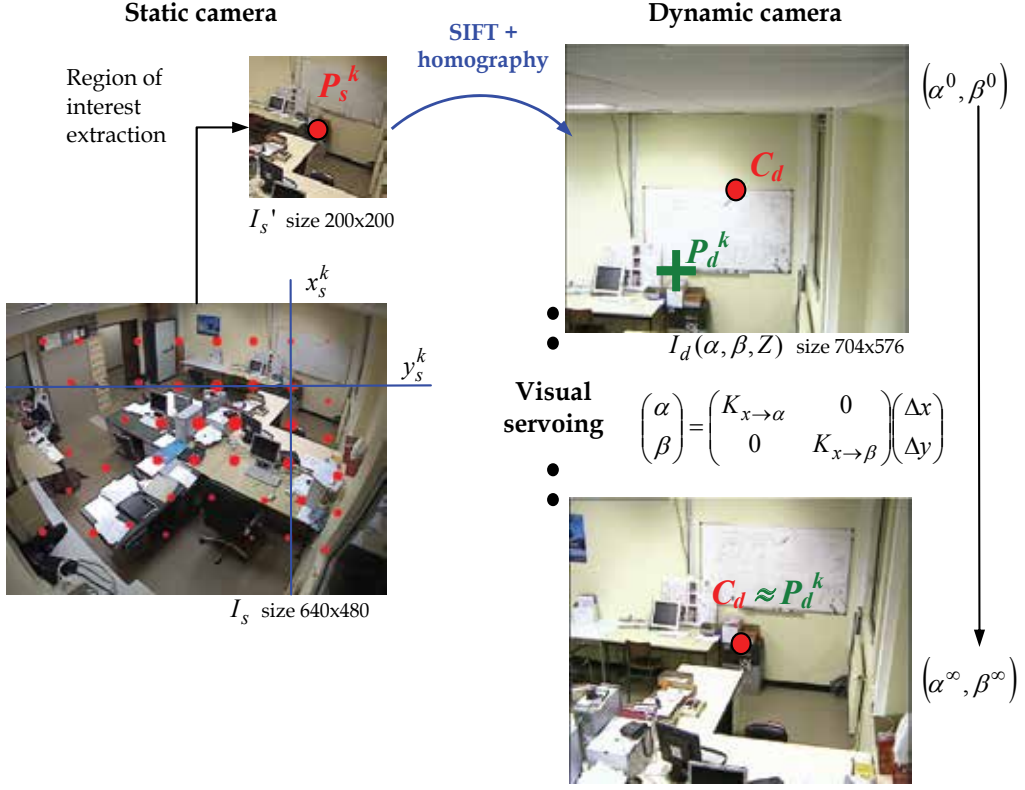 Static camera
Dynamic camera
SIFT +
homography
Region of
interest
extraction
P_s^k
I_s' size 200x200
(α^0, β^0)
C_d
P_d^k
I_d(α, β, Z) size 704x576
x_s^k
y_s^k
I_s size 640x480
Visual
servoing
(α) = (K_{x→α} 0) (Δx)
(β) (0 K_{x→β}) (Δy)
C_d ≈ P_d^k
(α^∞, β^∞)